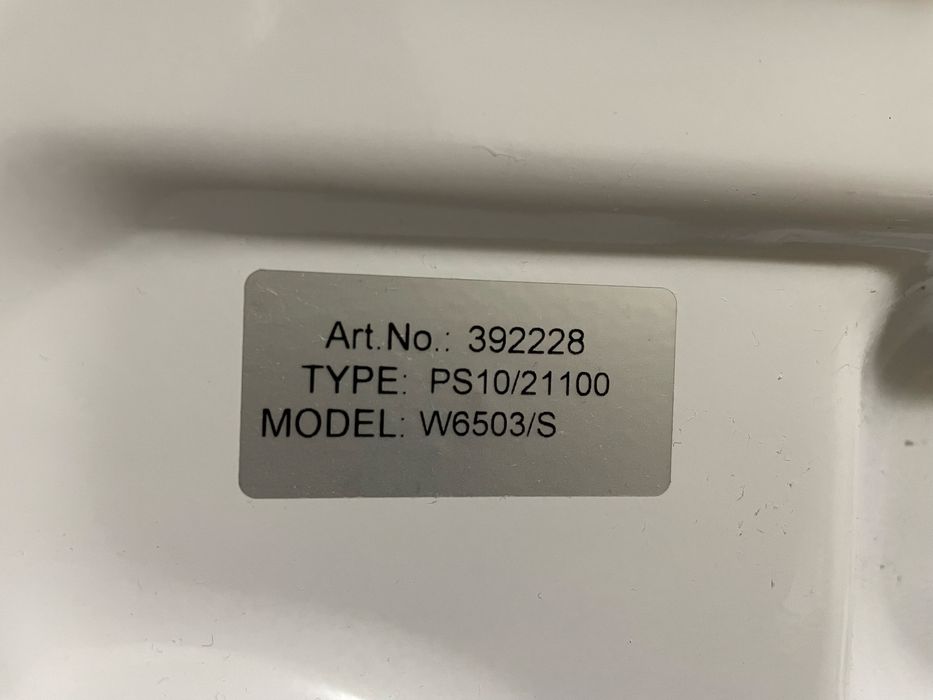 Art.No.: 392228
TYPE: PS10/21100
MODEL: W6503/S